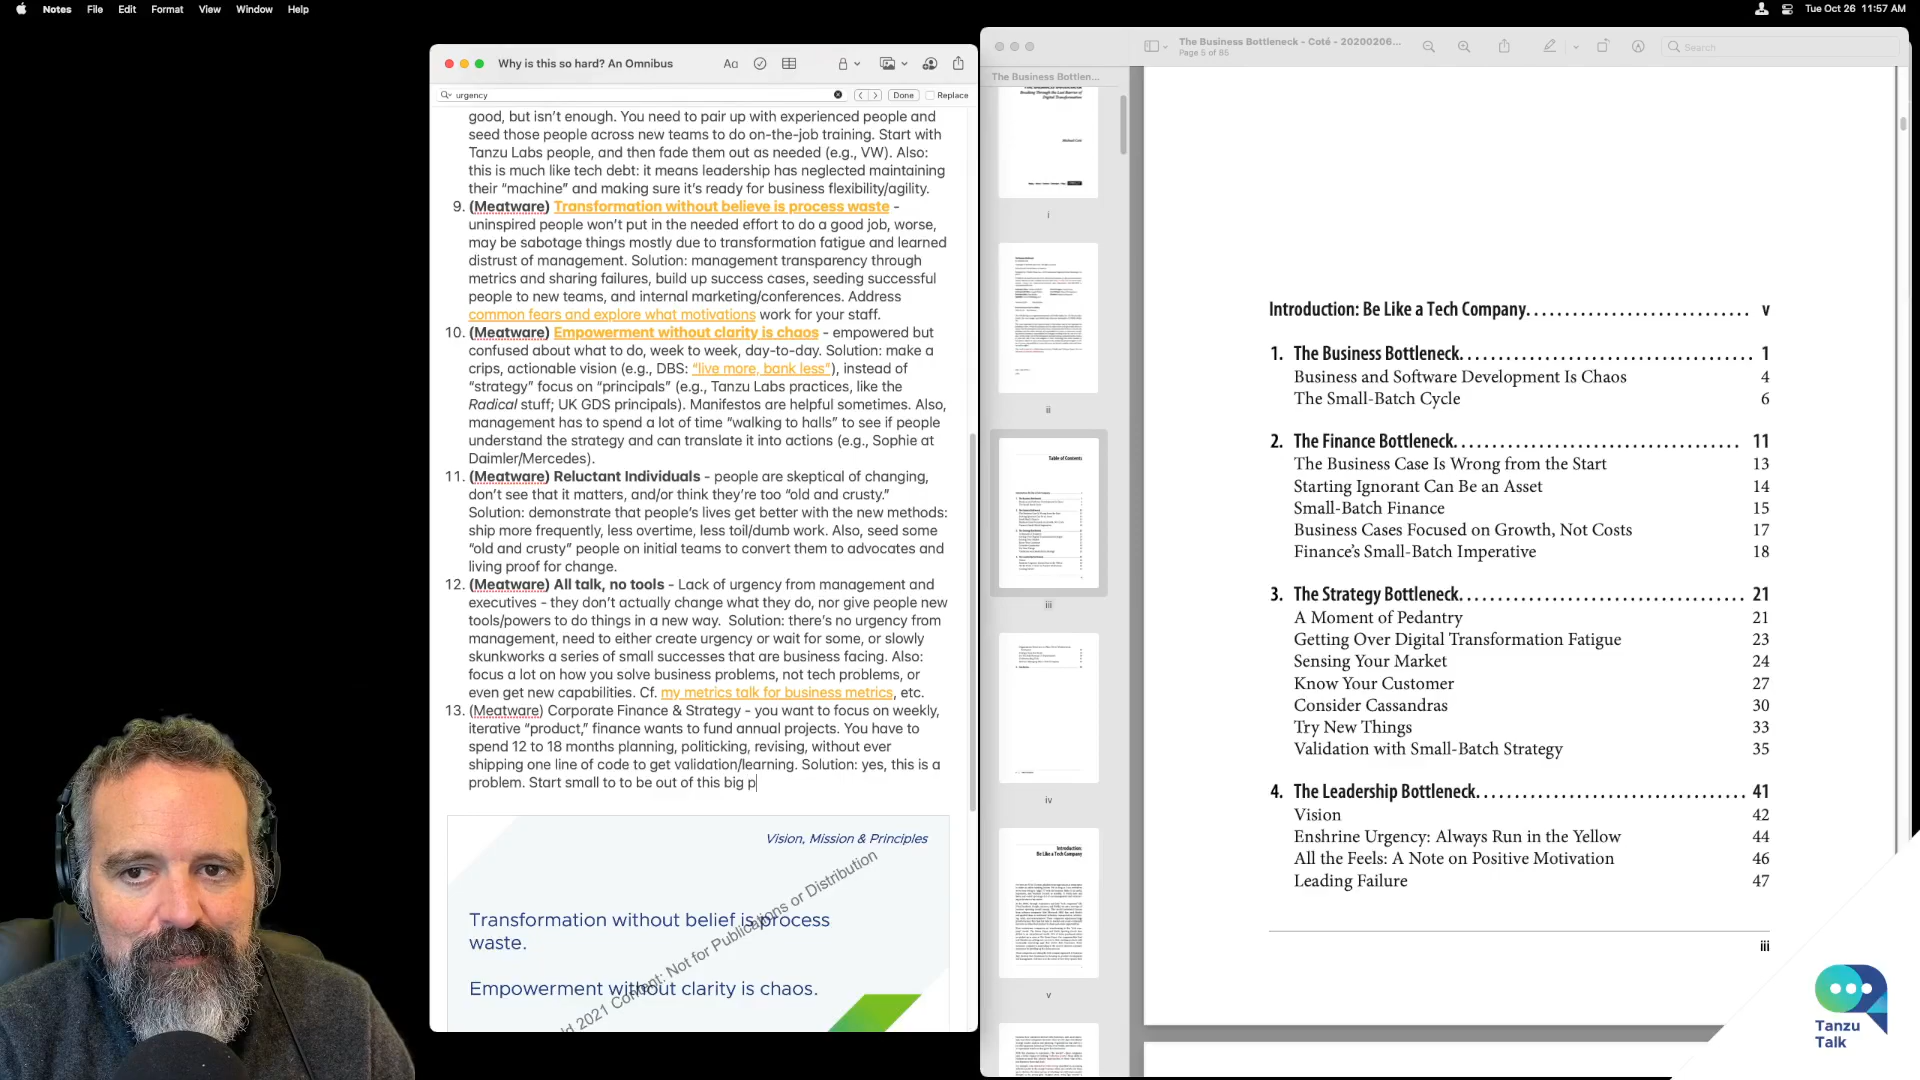 Notes File Edit Format View Window Help
Tue Oct 26 11:57 AM
Why is this so hard? An Omnibus
Aa
urgency
Done
Replace
good, but isn’t enough. You need to pair up with experienced people and
seed those people across new teams to do on-the-job training. Start with
Tanzu Labs people, and then fade them out as needed (e.g., VW). Also:
this is much like tech debt: it means leadership has neglected maintaining
their “machine” and making sure it’s ready for business flexibility/agility.
9. (Meatware) Transformation without believe is process waste -
uninspired people won’t put in the needed effort to do a good job, worse,
may be sabotage things mostly due to transformation fatigue and learned
distrust of management. Solution: management transparency through
metrics and sharing failures, build up success cases, seeding successful
people to new teams, and internal marketing/conferences. Address
common fears and explore what motivations work for your staff.
10. (Meatware) Empowerment without clarity is chaos - empowered but
confused about what to do, week to week, day-to-day. Solution: make a
crips, actionable vision (e.g., DBS: “live more, bank less”), instead of
“strategy” focus on “principals” (e.g., Tanzu Labs practices, like the
Radical stuff; UK GDS principals). Manifestos are helpful sometimes. Also,
management has to spend a lot of time “walking to halls” to see if people
understand the strategy and can translate it into actions (e.g., Sophie at
Daimler/Mercedes).
11. (Meatware) Reluctant Individuals - people are skeptical of changing,
don’t see that it matters, and/or think they’re too “old and crusty.”
Solution: demonstrate that people’s lives get better with the new methods:
ship more frequently, less overtime, less toil/dumb work. Also, seed some
“old and crusty” people on initial teams to convert them to advocates and
living proof for change.
12. (Meatware) All talk, no tools - Lack of urgency from management and
executives - they don’t actually change what they do, nor give people new
tools/powers to do things in a new way. Solution: there’s no urgency from
management, need to either create urgency or wait for some, or slowly
skunkworks a series of small successes that are business facing. Also:
focus a lot on how you solve business problems, not tech problems, or
even get new capabilities. Cf. my metrics talk for business metrics, etc.
13. (Meatware) Corporate Finance & Strategy - you want to focus on weekly,
iterative “product,” finance wants to fund annual projects. You have to
spend 12 to 18 months planning, politicking, revising, without ever
shipping one line of code to get validation/learning. Solution: yes, this is a
problem. Start small to to be out of this big p
Vision, Mission & Principles
Transformation without belief is process
waste.
Empowerment without clarity is chaos.
2021 Content: Not for Publications or Distribution
The Business Bottleneck - Coté - 20200206...
Page 5 of 85
Search
The Business Bottlen...
Digital Transformation
i
ii
Table of Contents
iii
iv
Introduction:
Be Like a Tech Company
v
Introduction: Be Like a Tech Company. . . . . . . . . . . . . . . . . . . . . . . . . . . . v
1. The Business Bottleneck. . . . . . . . . . . . . . . . . . . . . . . . . . . . . . . . . . . . 1
Business and Software Development Is Chaos 4
The Small-Batch Cycle 6
2. The Finance Bottleneck. . . . . . . . . . . . . . . . . . . . . . . . . . . . . . . . . . . 11
The Business Case Is Wrong from the Start 13
Starting Ignorant Can Be an Asset 14
Small-Batch Finance 15
Business Cases Focused on Growth, Not Costs 17
Finance’s Small-Batch Imperative 18
3. The Strategy Bottleneck. . . . . . . . . . . . . . . . . . . . . . . . . . . . . . . . . . . 21
A Moment of Pedantry 21
Getting Over Digital Transformation Fatigue 23
Sensing Your Market 24
Know Your Customer 27
Consider Cassandras 30
Try New Things 33
Validation with Small-Batch Strategy 35
4. The Leadership Bottleneck. . . . . . . . . . . . . . . . . . . . . . . . . . . . . . . . . 41
Vision 42
Enshrine Urgency: Always Run in the Yellow 44
All the Feels: A Note on Positive Motivation 46
Leading Failure 47
iii
Tanzu
Talk